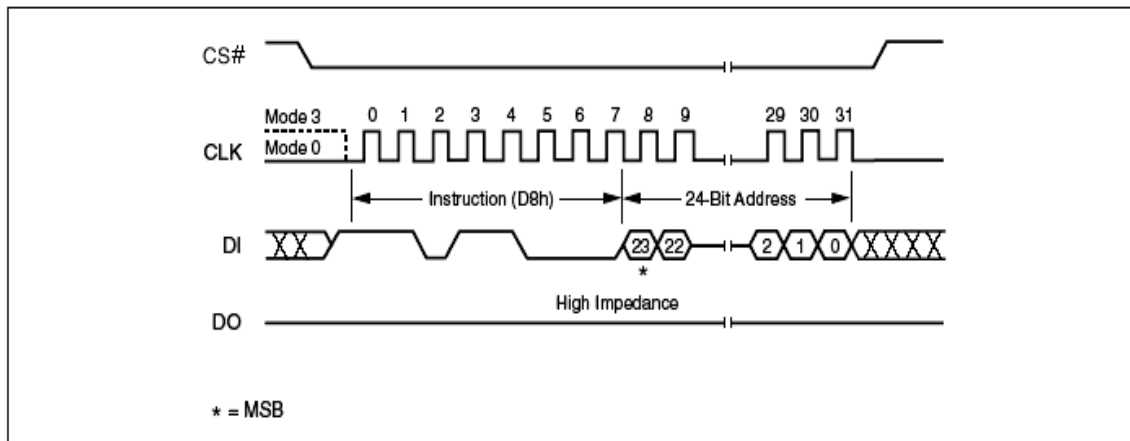 CS#
Mode 3 0 1 2 3 4 5 6 7 8 9 29 30 31
CLK Mode 0
Instruction (D8h) 24-Bit Address
DI 23 22 2 1 0
*
High Impedance
DO
* = MSB